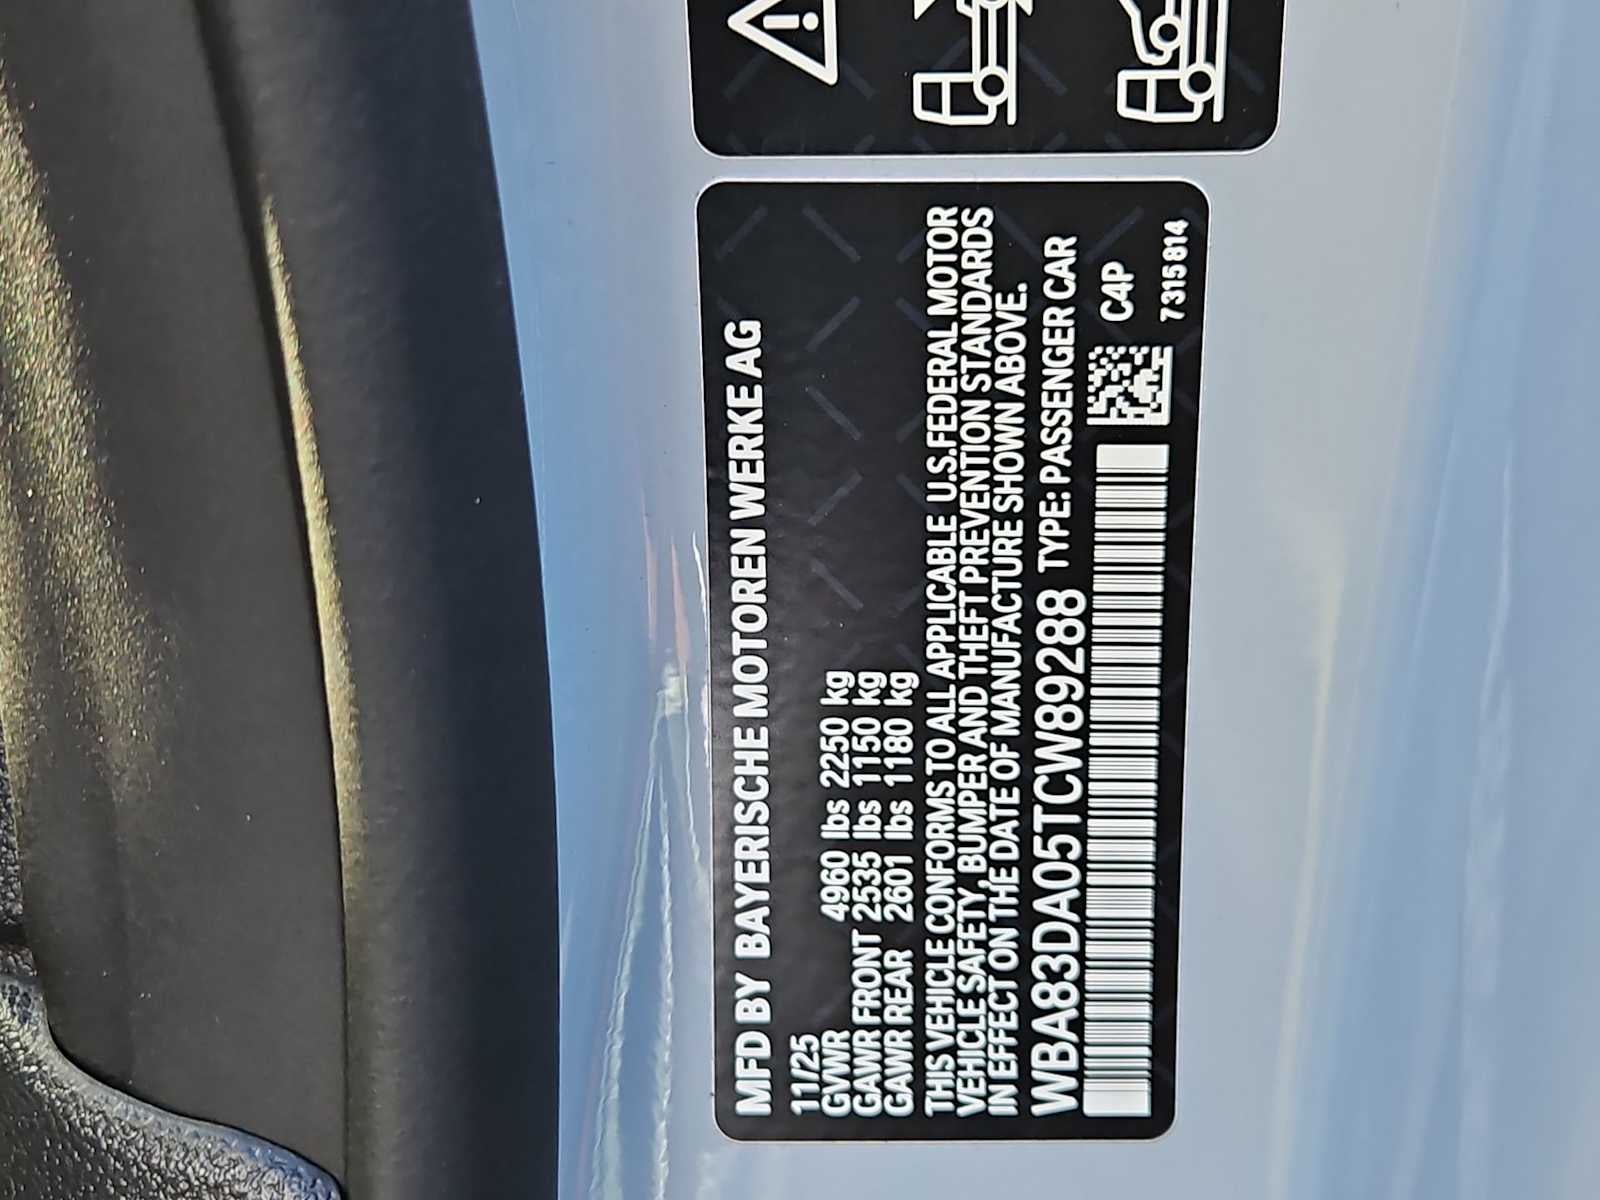 MFD BY BAYERISCHE MOTOREN WERKE AG
11/25
GVWR 4960 lbs 2250 kg
GAWR FRONT 2535 lbs 1150 kg
GAWR REAR 2601 lbs 1180 kg
THIS VEHICLE CONFORMS TO ALL APPLICABLE U.S.FEDERAL MOTOR
VEHICLE SAFETY, BUMPER AND THEFT PREVENTION STANDARDS
IN EFFECT ON THE DATE OF MANUFACTURE SHOWN ABOVE.
WBA83DA05TCW89288 TYPE: PASSENGER CAR
C4P
7315814